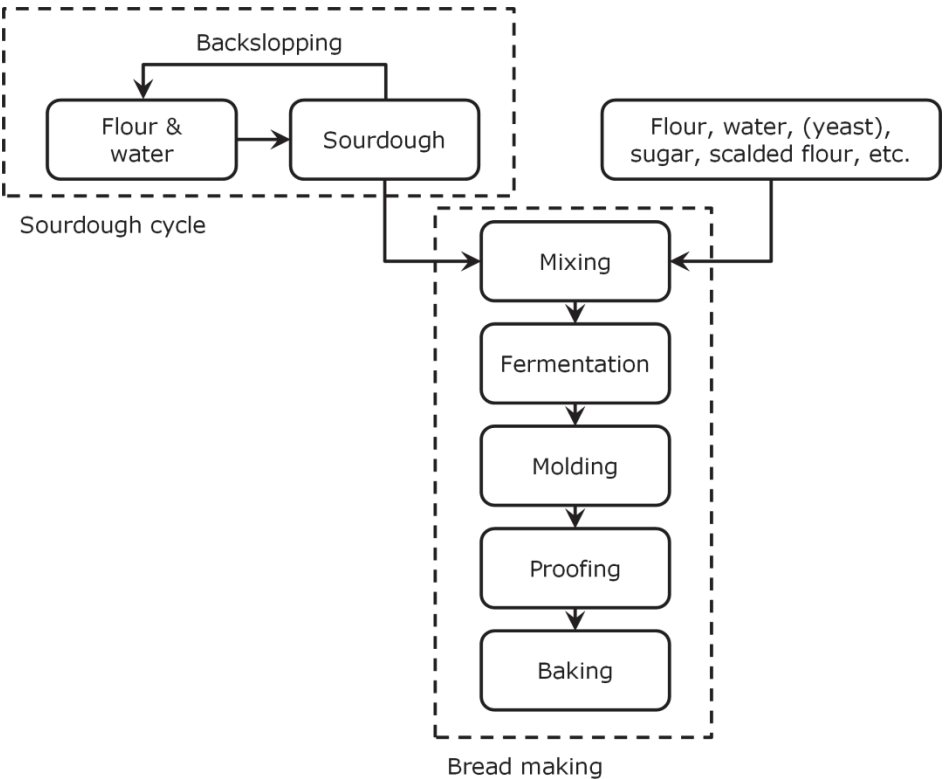 Backslopping
Flour &
water
Sourdough
Flour, water, (yeast),
sugar, scalded flour, etc.
Sourdough cycle
Mixing
Fermentation
Molding
Proofing
Baking
Bread making